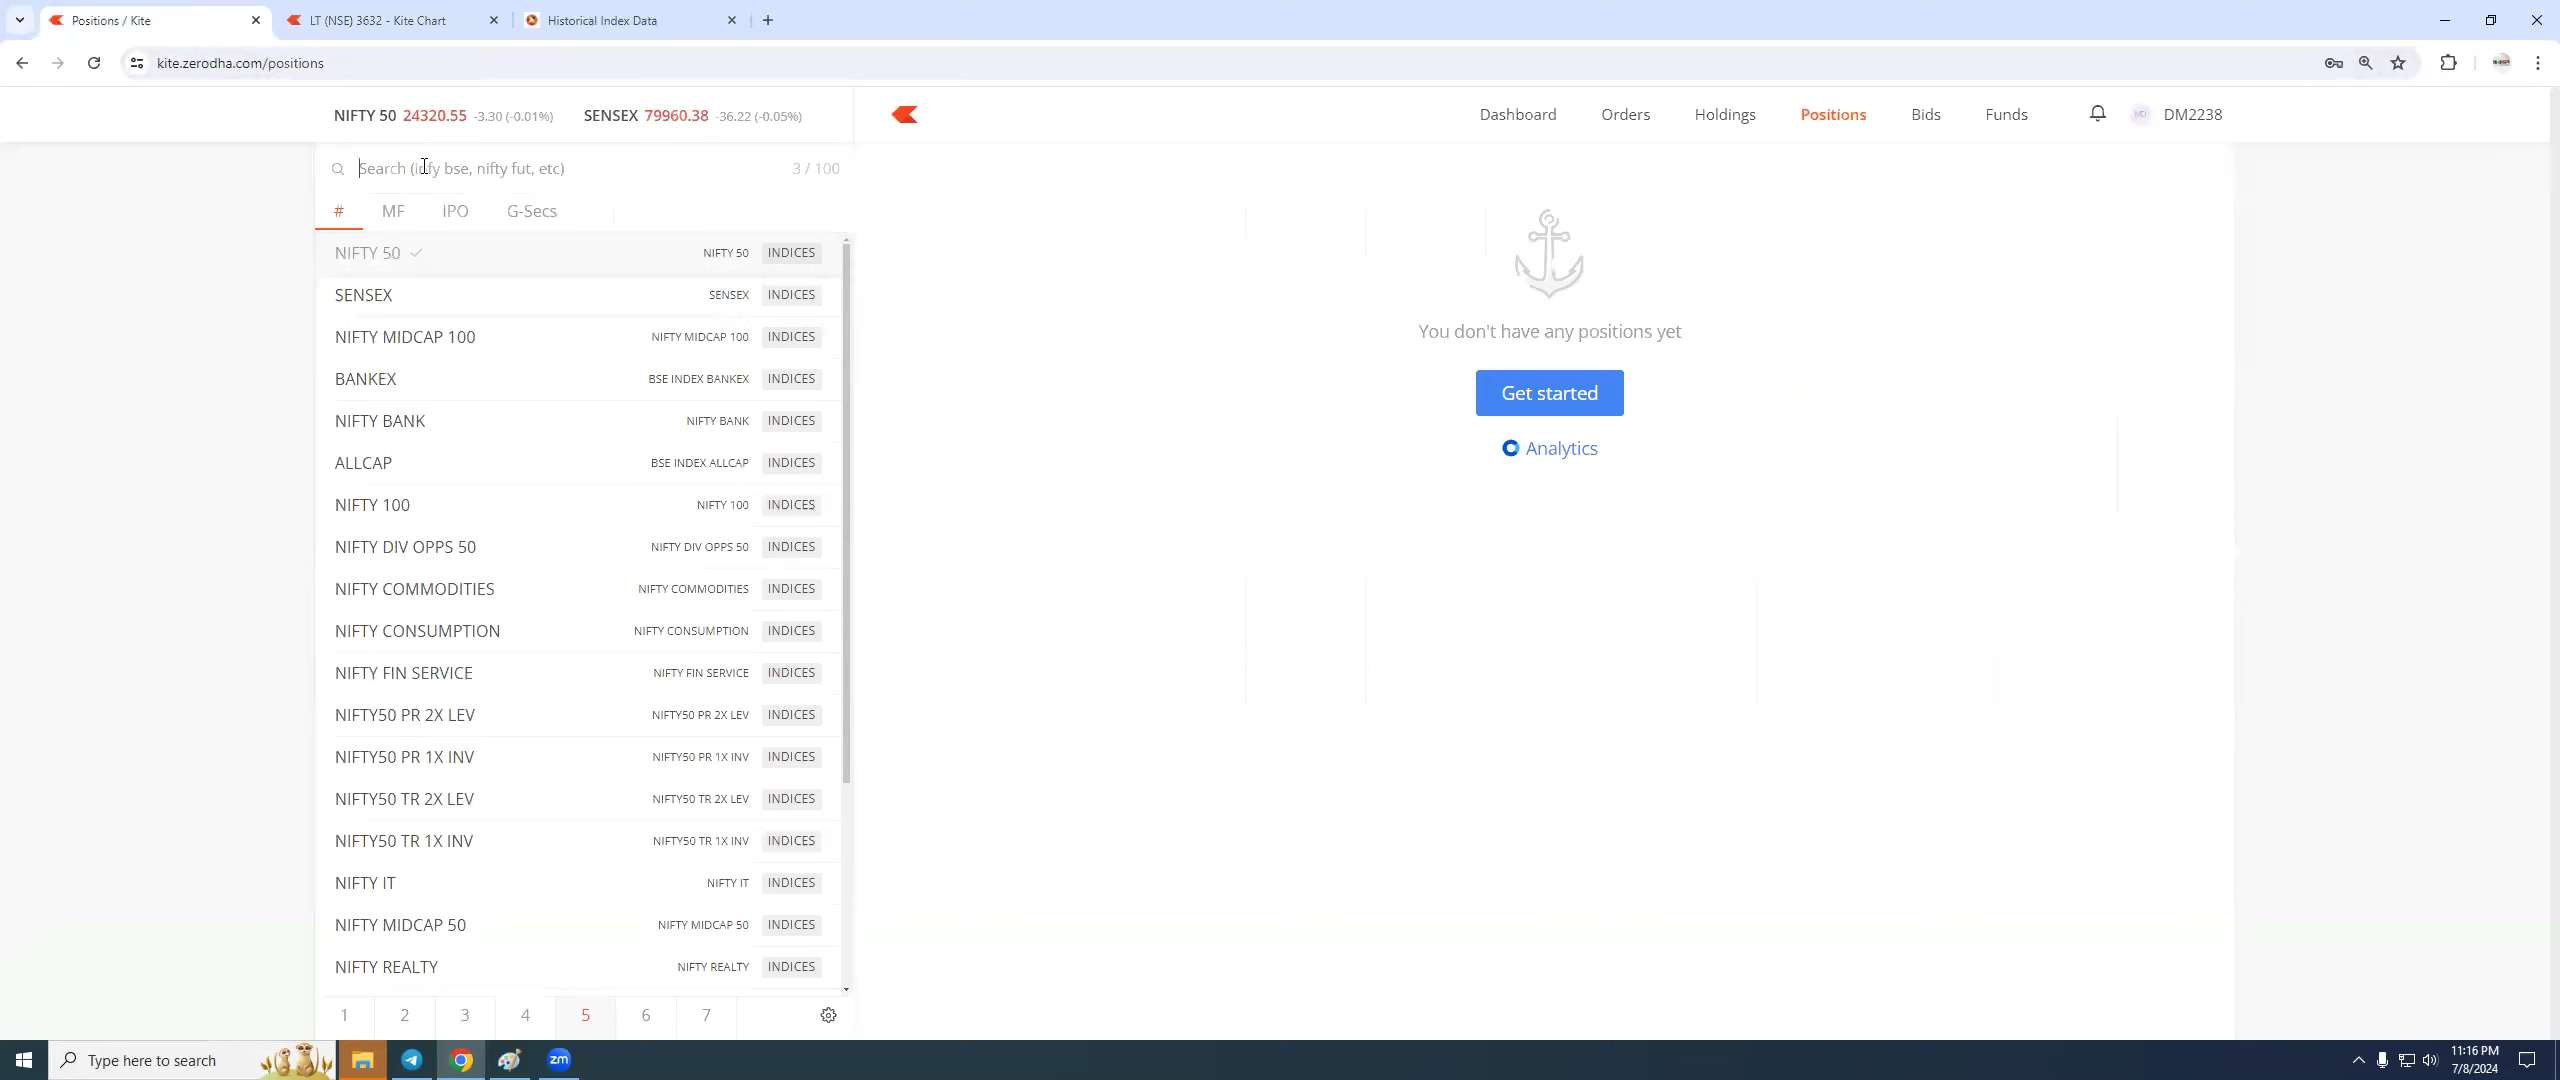 Positions / Kite
LT (NSE) 3632 - Kite Chart
Historical Index Data
kite.zerodha.com/positions
NIFTY 50 24320.55 -3.30 (-0.01%) SENSEX 79960.38 -36.22 (-0.05%)
Dashboard Orders Holdings Positions Bids Funds DM2238
Search (infy bse, nifty fut, etc) 3 / 100
# MF IPO G-Secs
NIFTY 50 NIFTY 50 INDICES
SENSEX SENSEX INDICES
NIFTY MIDCAP 100 NIFTY MIDCAP 100 INDICES
BANKEX BSE INDEX BANKEX INDICES
NIFTY BANK NIFTY BANK INDICES
ALLCAP BSE INDEX ALLCAP INDICES
NIFTY 100 NIFTY 100 INDICES
NIFTY DIV OPPS 50 NIFTY DIV OPPS 50 INDICES
NIFTY COMMODITIES NIFTY COMMODITIES INDICES
NIFTY CONSUMPTION NIFTY CONSUMPTION INDICES
NIFTY FIN SERVICE NIFTY FIN SERVICE INDICES
NIFTY50 PR 2X LEV NIFTY50 PR 2X LEV INDICES
NIFTY50 PR 1X INV NIFTY50 PR 1X INV INDICES
NIFTY50 TR 2X LEV NIFTY50 TR 2X LEV INDICES
NIFTY50 TR 1X INV NIFTY50 TR 1X INV INDICES
NIFTY IT NIFTY IT INDICES
NIFTY MIDCAP 50 NIFTY MIDCAP 50 INDICES
NIFTY REALTY NIFTY REALTY INDICES
1 2 3 4 5 6 7
You don't have any positions yet
Get started
Analytics
Type here to search
zm
11:16 PM
7/8/2024